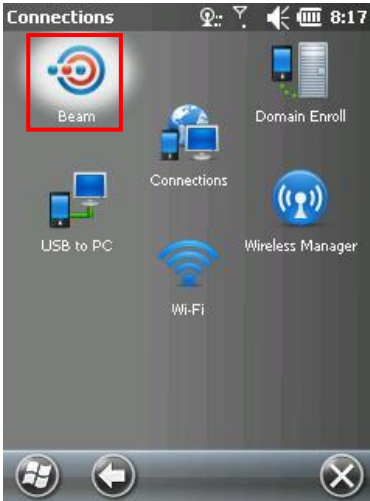 Connections 8:17
Beam
Domain Enroll
Connections
USB to PC
Wireless Manager
Wi-Fi